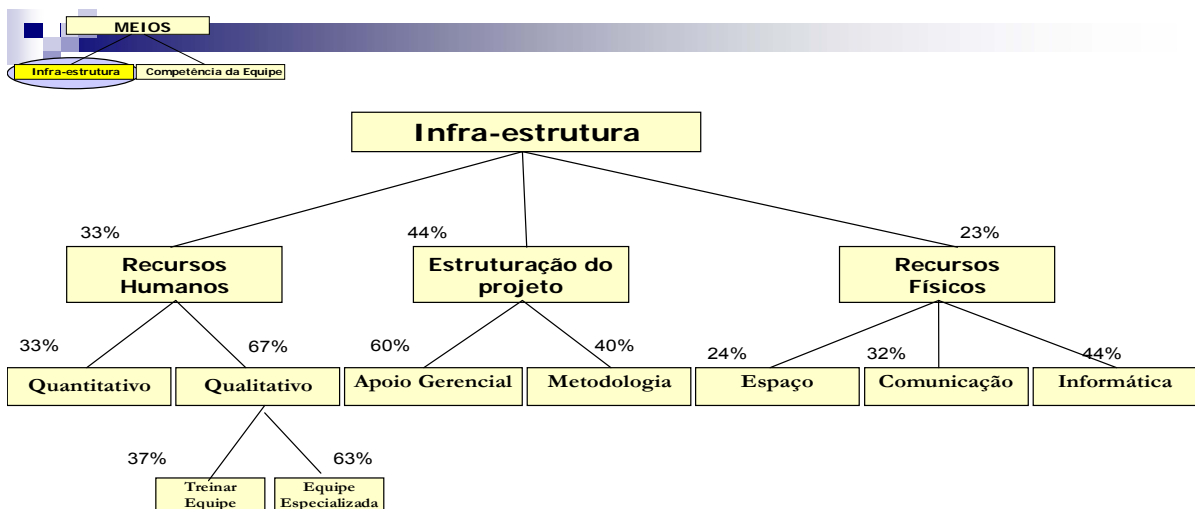 MEIOS
Infra-estrutura
Competência da Equipe
Infra-estrutura
33%
44%
23%
Recursos
Humanos
Estruturação do
projeto
Recursos
Físicos
33%
67%
60%
40%
24%
32%
44%
Quantitativo
Qualitativo
Apoio Gerencial
Metodologia
Espaço
Comunicação
Informática
37%
63%
Treinar
Equipe
Equipe
Especializada